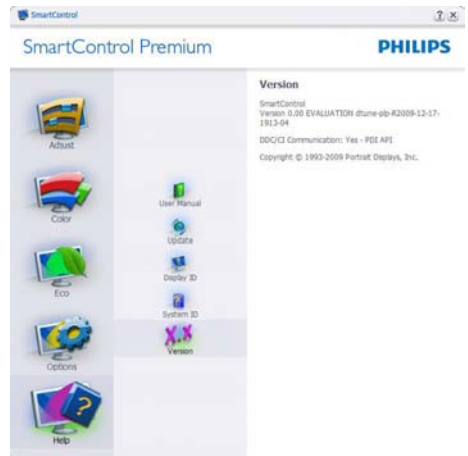 SmartControl
SmartControl Premium
PHILIPS
Adjust
Color
Eco
Options
Help
User Manual
Update
Display ID
System ID
Version
Version
SmartControl
Version 0.00 EVALUATION dtune-plp-R2009-12-17-
1913-04
DDC/CI Communication: Yes - PDI API
Copyright © 1993-2009 Portrait Displays, Inc.